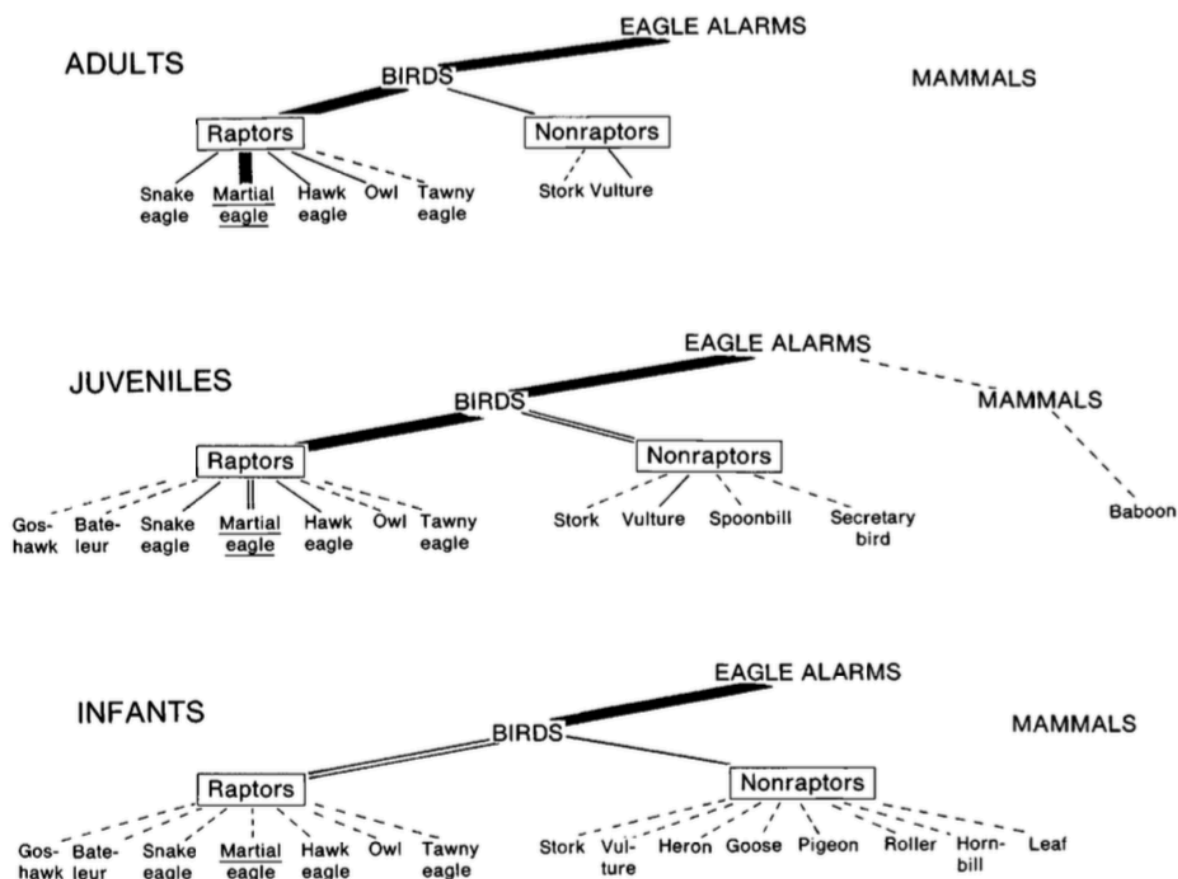 EAGLE ALARMS
ADULTS
BIRDS
MAMMALS
Raptors
Nonraptors
Snake
eagle
Martial
eagle
Hawk
eagle
Owl
Tawny
eagle
Stork
Vulture
EAGLE ALARMS
JUVENILES
BIRDS
MAMMALS
Raptors
Nonraptors
Gos-
hawk
Bate-
leur
Snake
eagle
Martial
eagle
Hawk
eagle
Owl
Tawny
eagle
Stork
Vulture
Spoonbill
Secretary
bird
Baboon
EAGLE ALARMS
INFANTS
BIRDS
MAMMALS
Raptors
Nonraptors
Gos-
hawk
Bate-
leur
Snake
eagle
Martial
eagle
Hawk
eagle
Owl
Tawny
eagle
Stork
Vul-
ture
Heron
Goose
Pigeon
Roller
Horn-
bill
Leaf